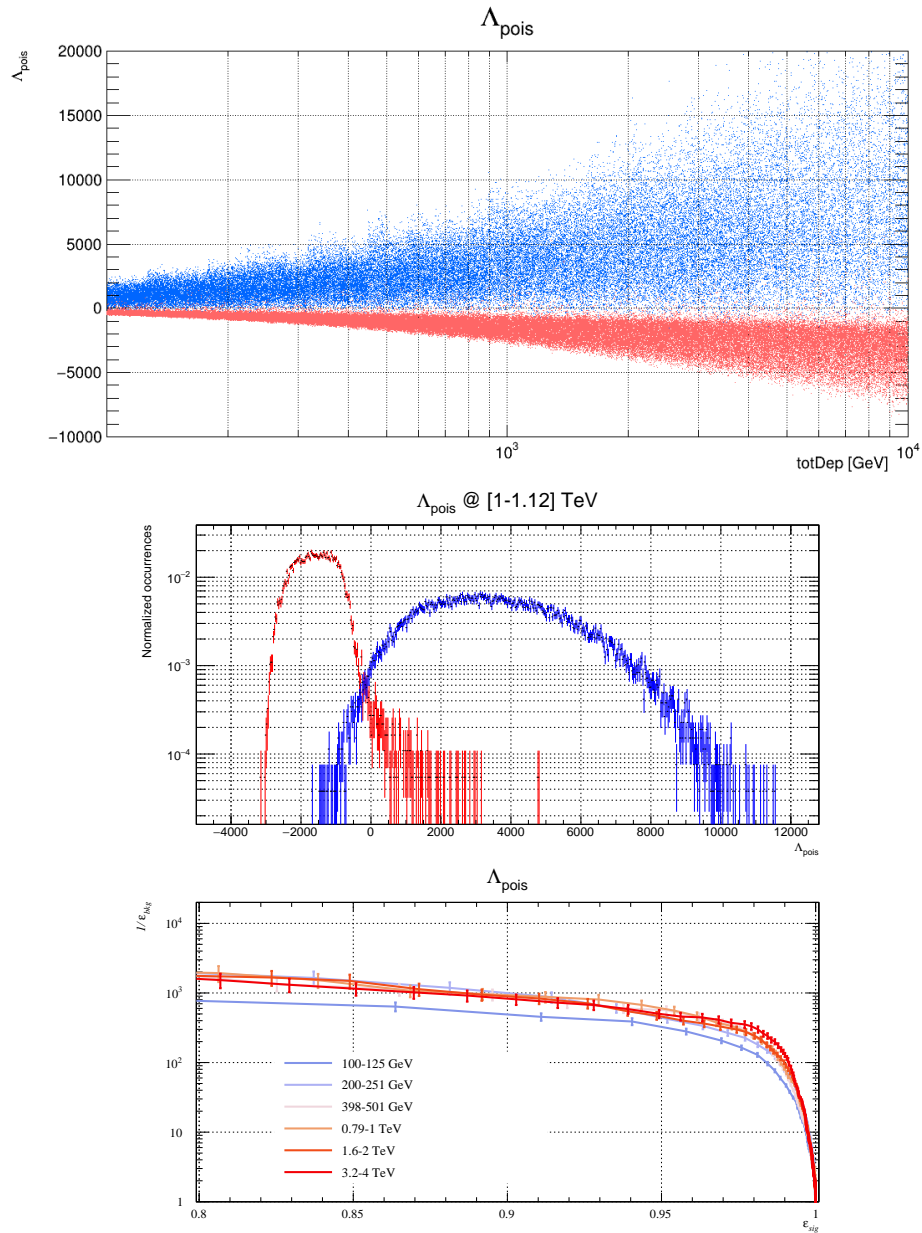 Λpois
Λpois
20000
15000
10000
5000
0
−5000
−10000
10³
10⁴
totDep [GeV]
Λpois @ [1-1.12] TeV
Normalized occurrences
10⁻²
10⁻³
10⁻⁴
−4000 −2000 0 2000 4000 6000 8000 10000 12000
Λpois
Λpois
1/εbkg
10⁴
10³
10²
10
1
100-125 GeV
200-251 GeV
398-501 GeV
0.79-1 TeV
1.6-2 TeV
3.2-4 TeV
0.8 0.85 0.9 0.95 1
εsig